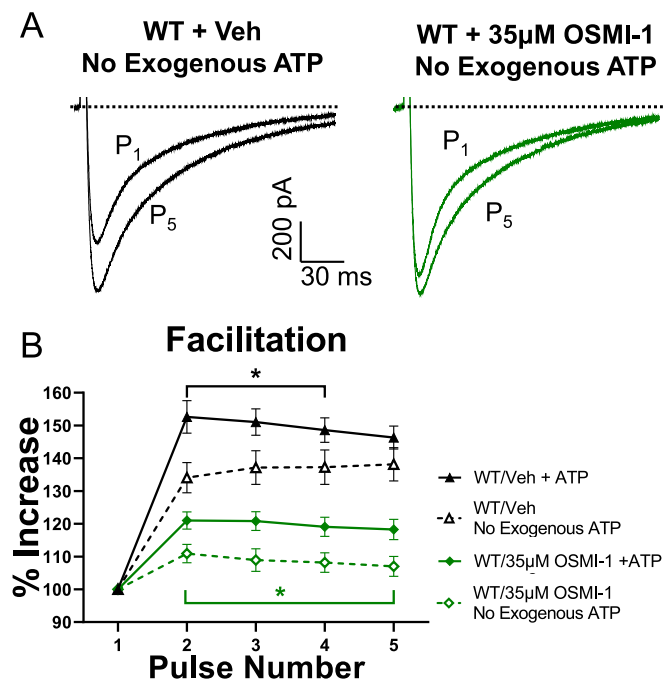 A
WT + Veh
No Exogenous ATP
WT + 35µM OSMI-1
No Exogenous ATP
P1
P5
200 pA
30 ms
P1
P5
B
Facilitation
*
% Increase
160
150
140
130
120
110
100
90
*
1 2 3 4 5
Pulse Number
WT/Veh + ATP
WT/Veh
No Exogenous ATP
WT/35µM OSMI-1 +ATP
WT/35µM OSMI-1
No Exogenous ATP